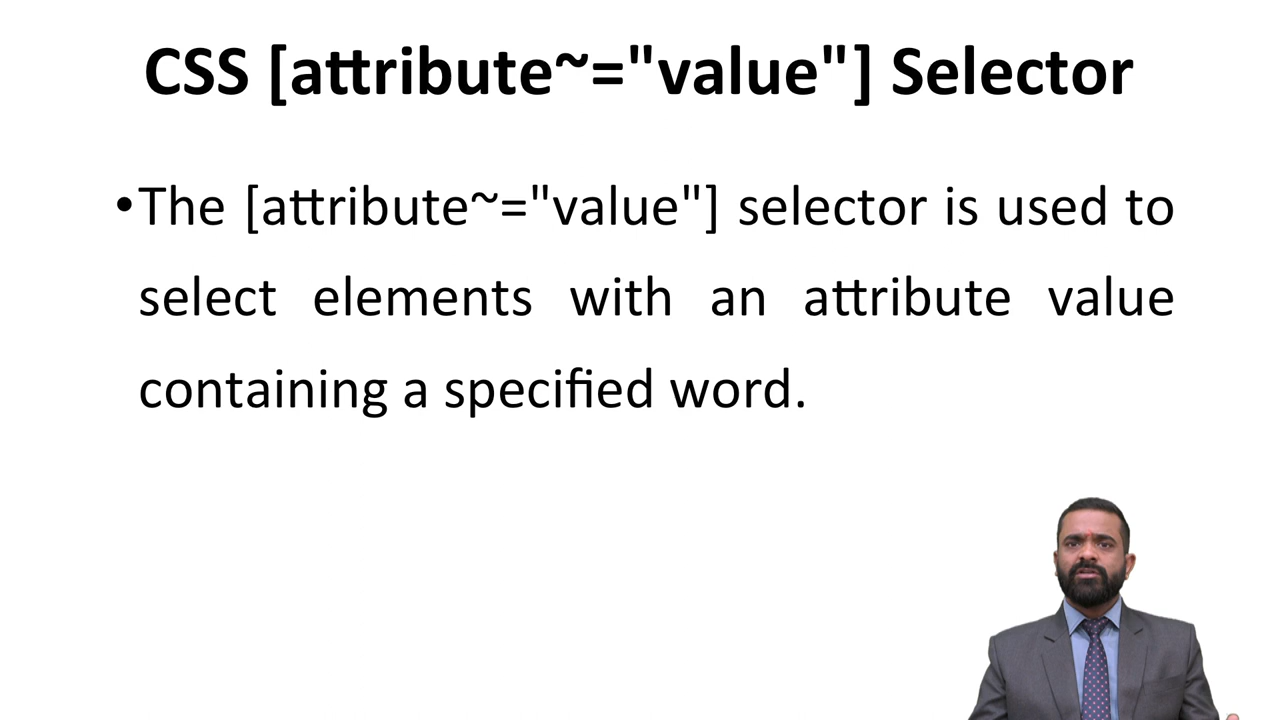 CSS [attribute~="value"] Selector
•The [attribute~="value"] selector is used to
select elements with an attribute value
containing a specified word.